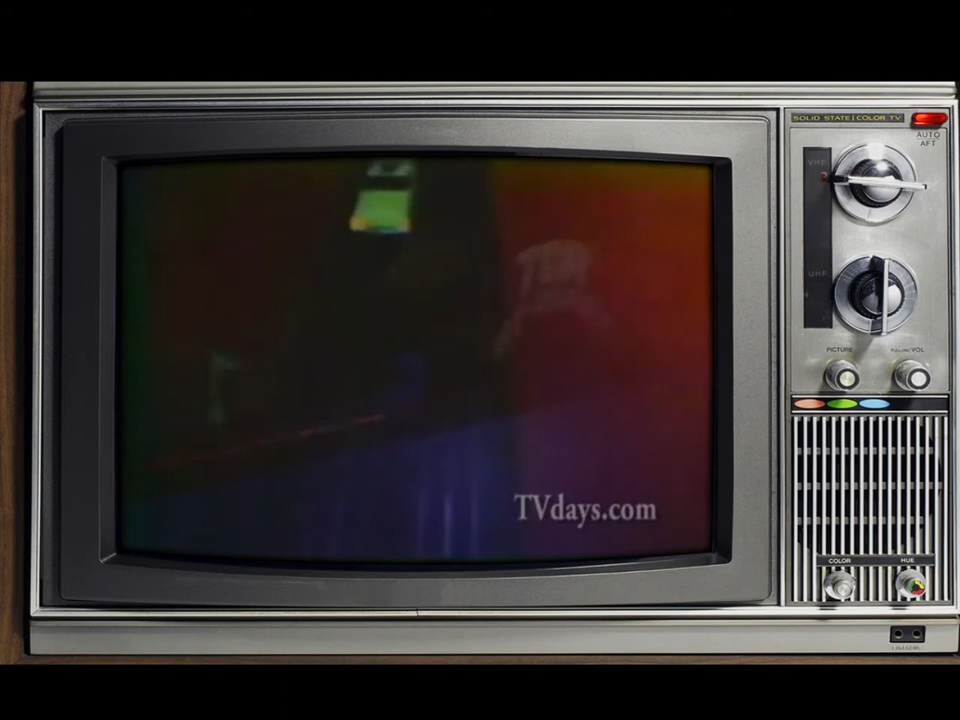 SOLID STATE | COLOR TV
AUTO
AFT
VHF
UHF
PICTURE
TVdays.com
COLOR
HUE